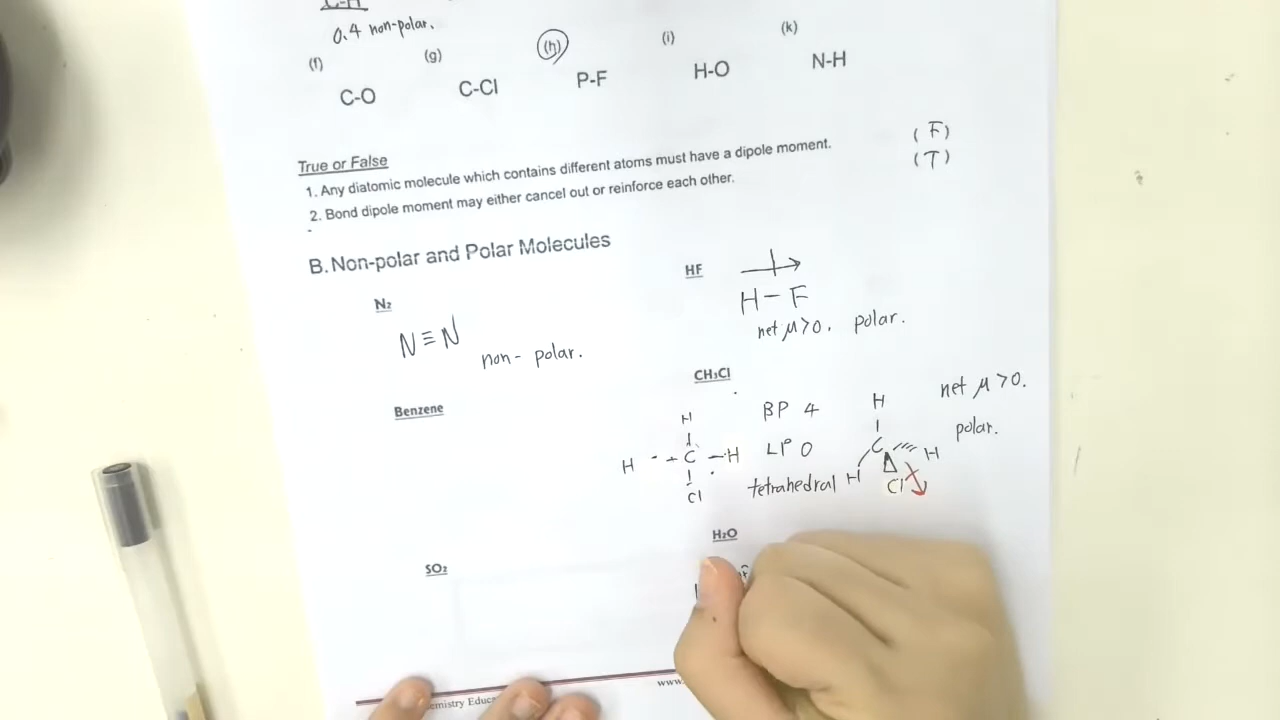 C-H
0.4 non-polar.
(f) (g) (h) (i) (k)
C-O C-Cl P-F H-O N-H
True or False
1. Any diatomic molecule which contains different atoms must have a dipole moment. (F)
2. Bond dipole moment may either cancel out or reinforce each other. (T)
B. Non-polar and Polar Molecules
N₂
N≡N
non-polar.
HF
H–F
net μ>0. polar.
Benzene
CH₃Cl
H
H C H
Cl
BP 4
LP 0
tetrahedral
H
C
H H
Cl
net μ>0.
polar.
SO₂
H₂O
www.